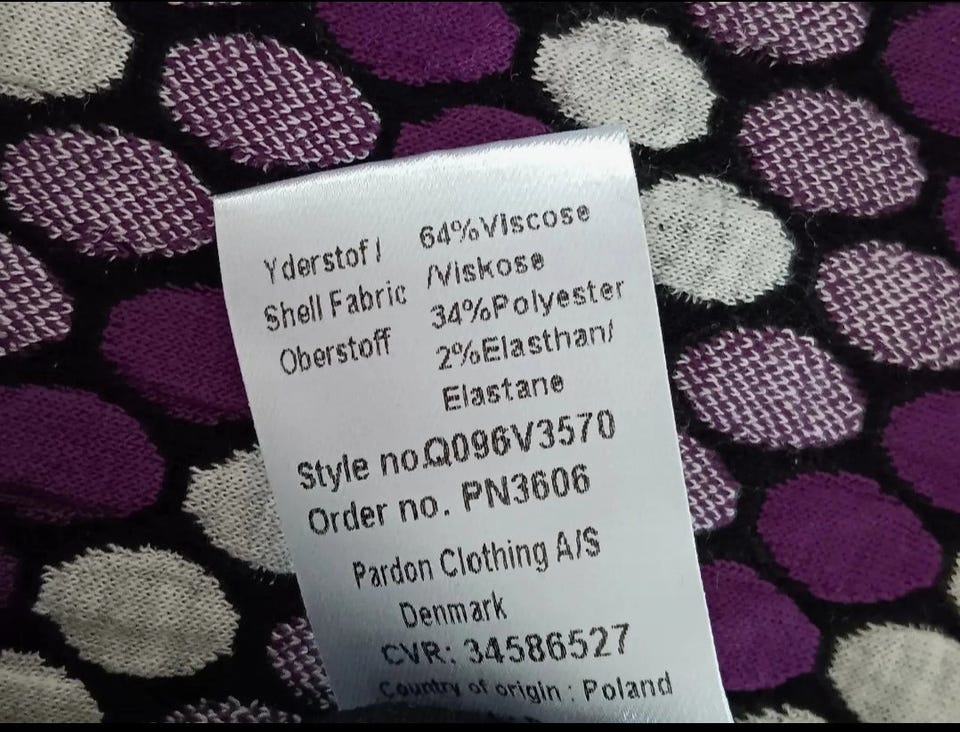 Yderstof/ 64%Viscose
Shell Fabric /Viskose
Oberstoff 34%Polyester
2%Elasthan/
Elastane
Style no.Q096V3570
Order no. PN3606
Pardon Clothing A/S
Denmark
CVR: 34586527
Country of origin : Poland